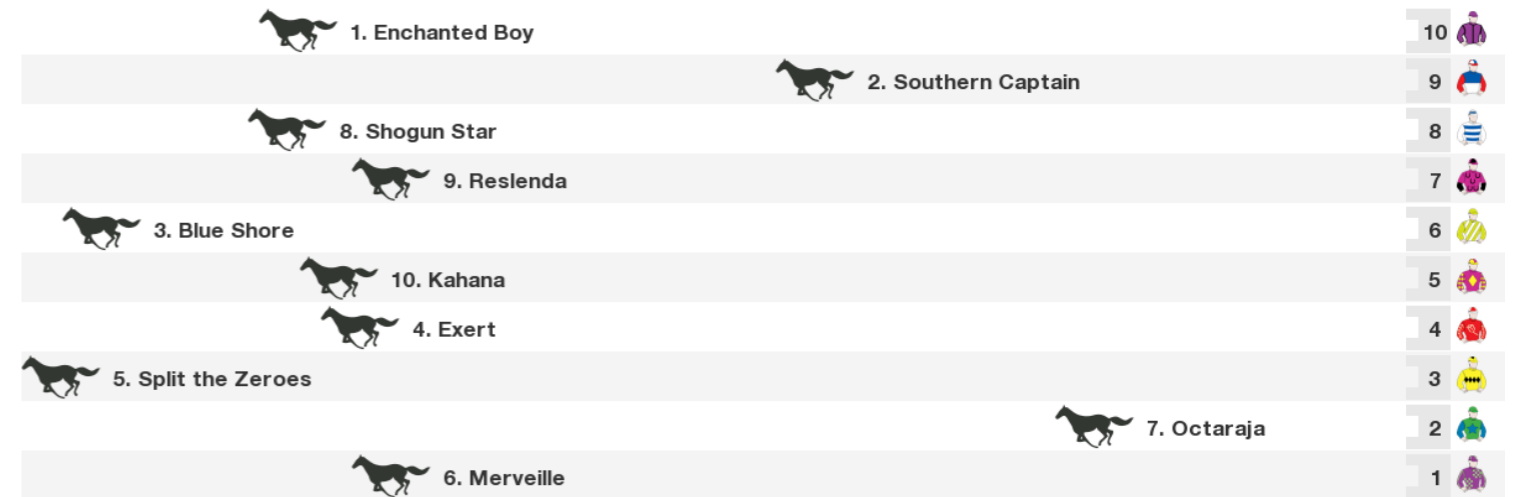 1. Enchanted Boy 10
2. Southern Captain 9
8. Shogun Star 8
9. Reslenda 7
3. Blue Shore 6
10. Kahana 5
4. Exert 4
5. Split the Zeroes 3
7. Octaraja 2
6. Merveille 1